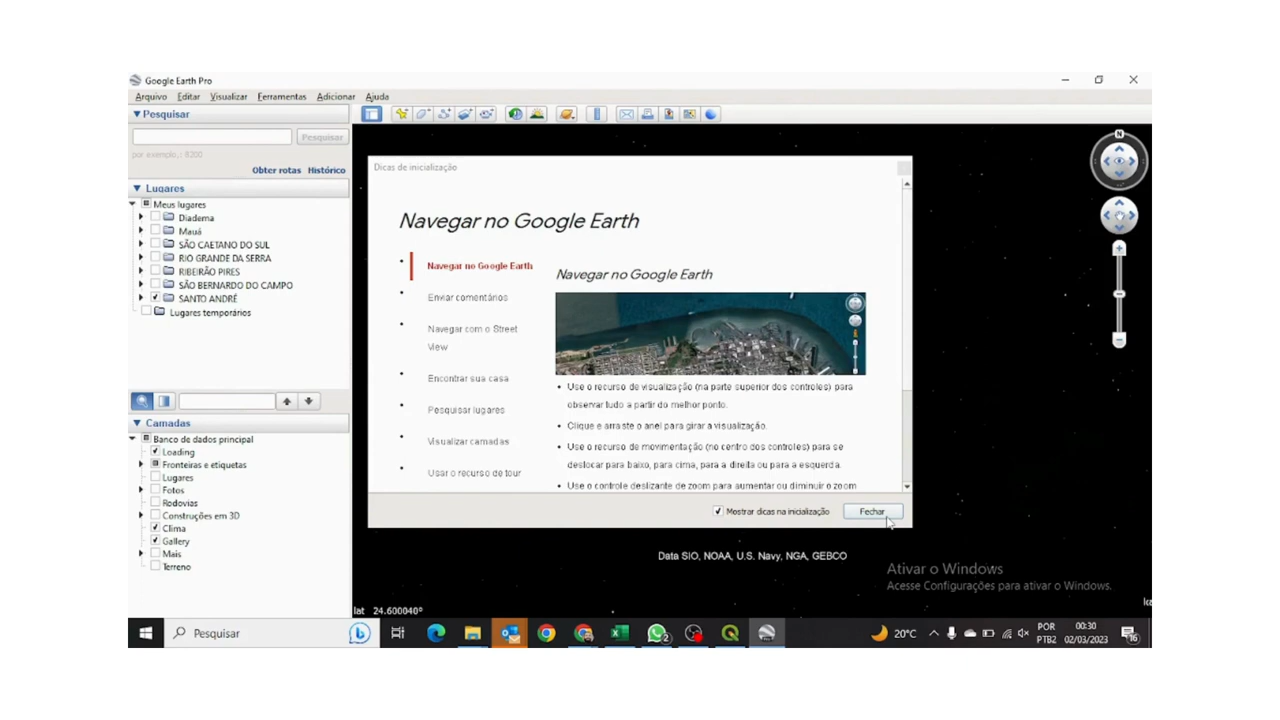 Google Earth Pro
Arquivo Editar Visualizar Ferramentas Adicionar Ajuda
Pesquisar
Pesquisar
por exemplo,: 8200
Obter rotas Histórico
Lugares
Meus lugares
Diadema
Mauá
SÃO CAETANO DO SUL
RIO GRANDE DA SERRA
RIBEIRÃO PIRES
SÃO BERNARDO DO CAMPO
SANTO ANDRÉ
Lugares temporários
Camadas
Banco de dados principal
Loading
Fronteiras e etiquetas
Lugares
Fotos
Rodovias
Construções em 3D
Clima
Gallery
Mais
Terreno
Dicas de inicialização
Navegar no Google Earth
Navegar no Google Earth
Enviar comentários
Navegar com o Street
View
Encontrar sua casa
Pesquisar lugares
Visualizar camadas
Usar o recurso de tour
Navegar no Google Earth
• Use o recurso de visualização (na parte superior dos controles) para
observar tudo a partir do melhor ponto.
• Clique e arraste o anel para girar a visualização.
• Use o recurso de movimentação (no centro dos controles) para se
deslocar para baixo, para cima, para a direita ou para a esquerda.
• Use o controle deslizante de zoom para aumentar ou diminuir o zoom
Mostrar dicas na inicialização
Fechar
N
Data SIO, NOAA, U.S. Navy, NGA, GEBCO
Ativar o Windows
Acesse Configurações para ativar o Windows.
lat 24.600040°
Pesquisar
2
20°C
POR
PTB2
00:30
02/03/2023
16